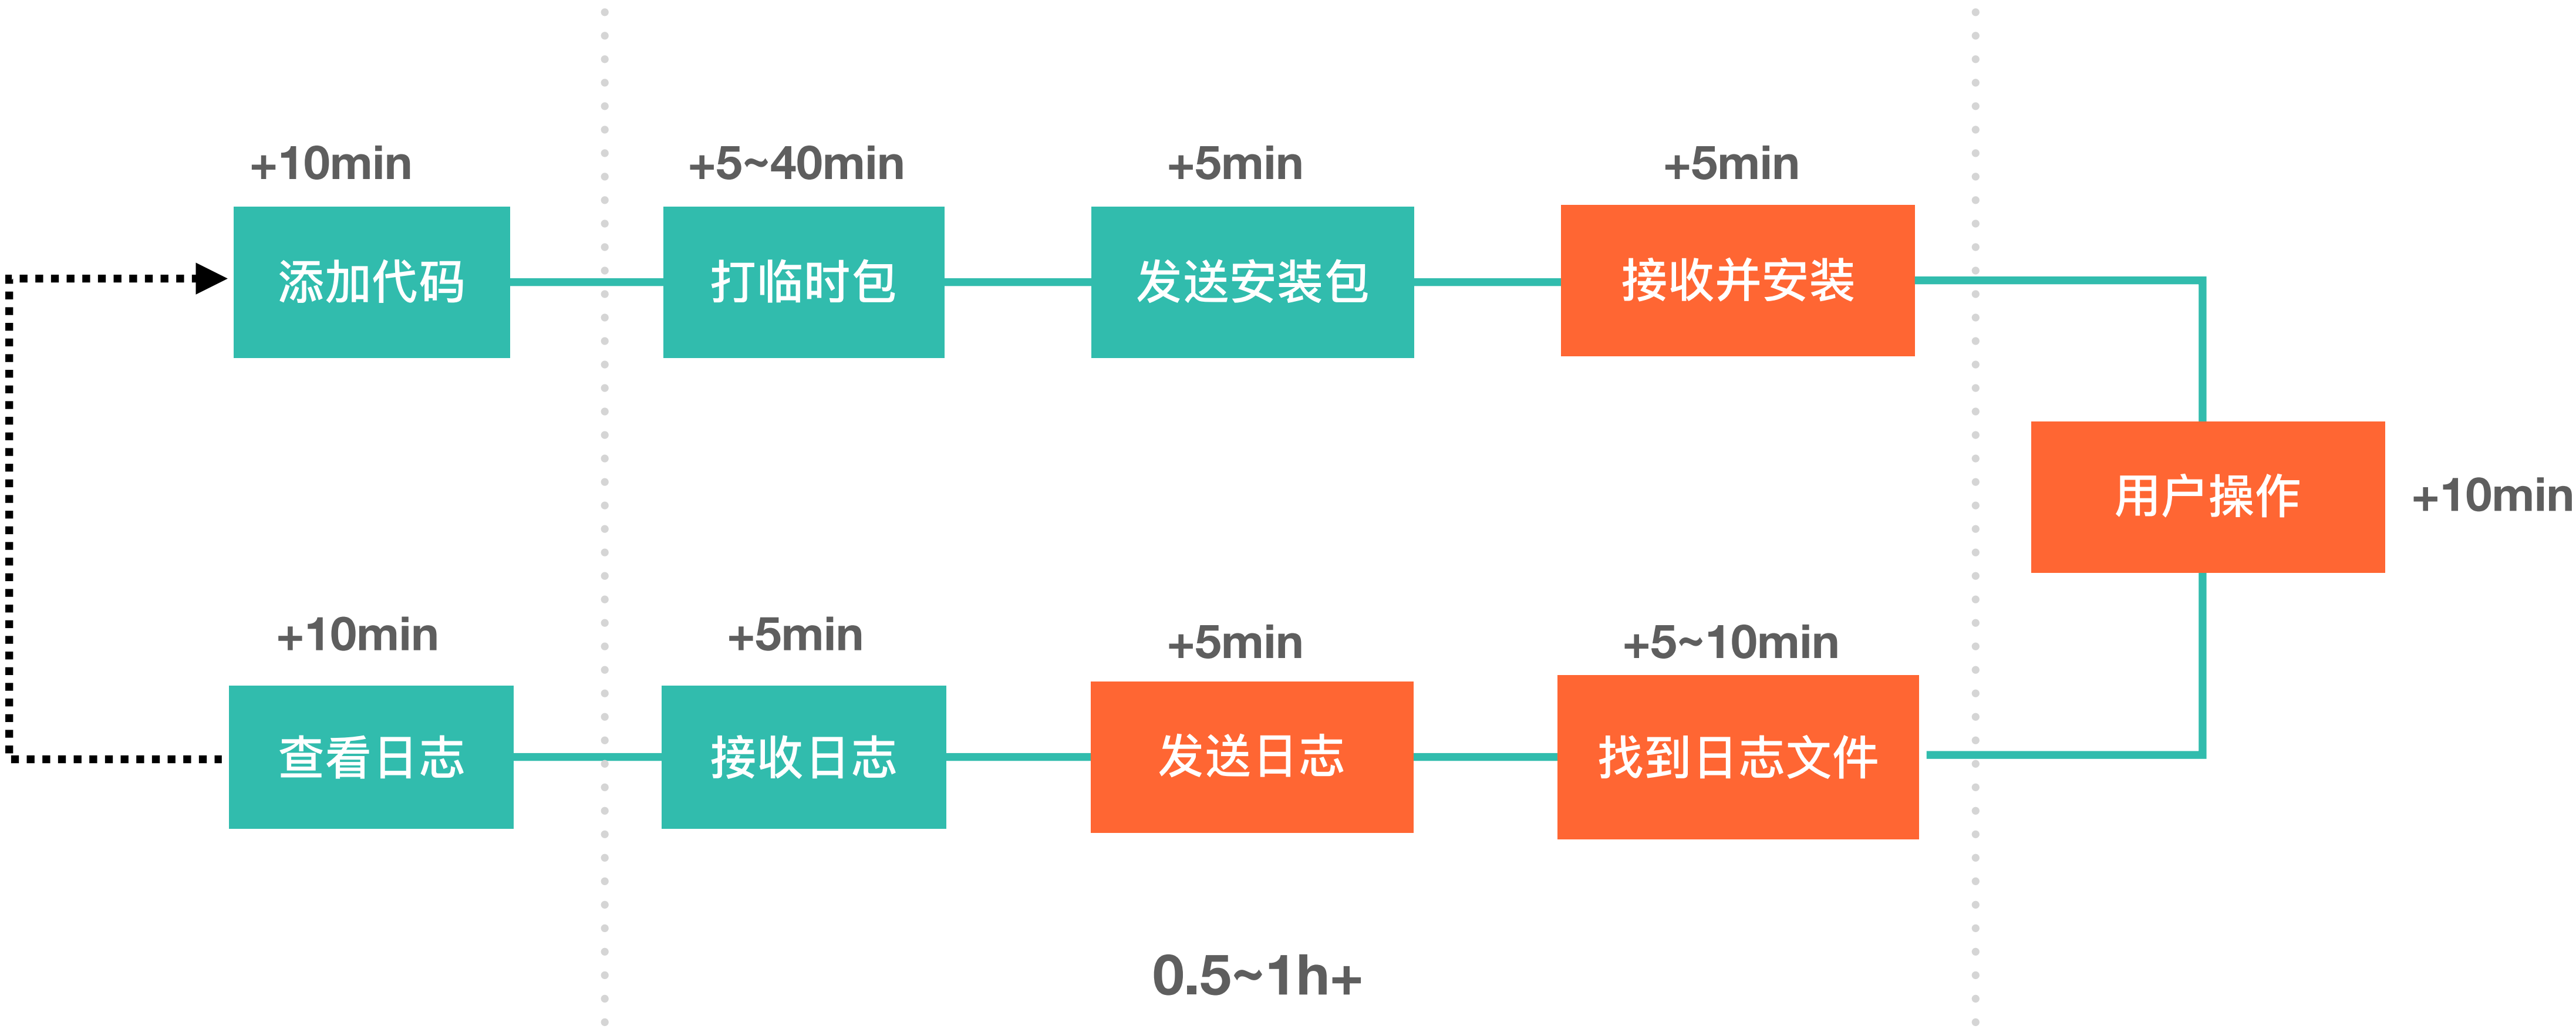 +10min
+5~40min
+5min
+5min
添加代码
打临时包
发送安装包
接收并安装
用户操作
+10min
+10min
+5min
+5min
+5~10min
查看日志
接收日志
发送日志
找到日志文件
0.5~1h+